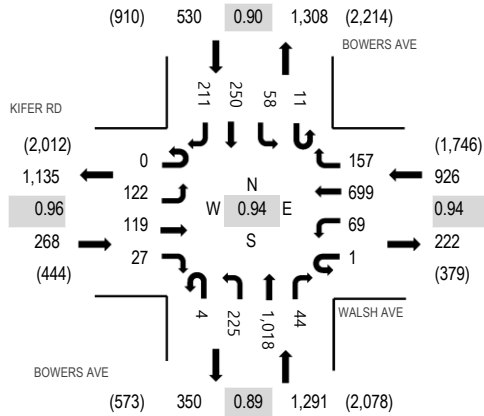 (910) 530 0.90 1,308 (2,214)
BOWERS AVE
KIFER RD
211 250 58 11
(2,012) (1,746)
0 157
1,135 926
122 N 699
0.96 W 0.94 E 0.94
119 69
268 S 222
27 1
(444) (379)
4 225 1,018 44
WALSH AVE
BOWERS AVE
(573) 350 0.89 1,291 (2,078)